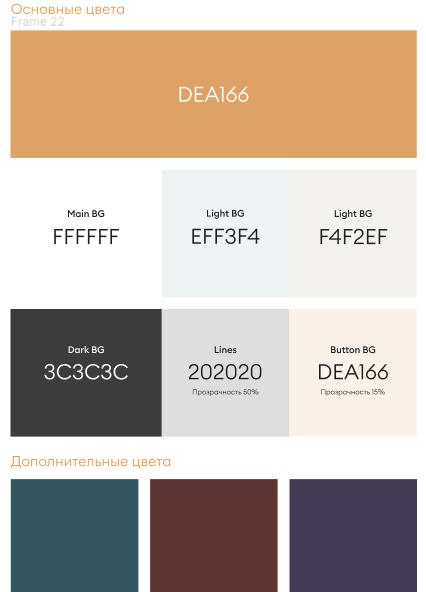 Основные цвета
Frame 22
DEA166
Main BG
FFFFFF
Light BG
EFF3F4
Light BG
F4F2EF
Dark BG
3C3C3C
Lines
202020
Прозрачность 50%
Button BG
DEA166
Прозрачность 15%
Дополнительные цвета